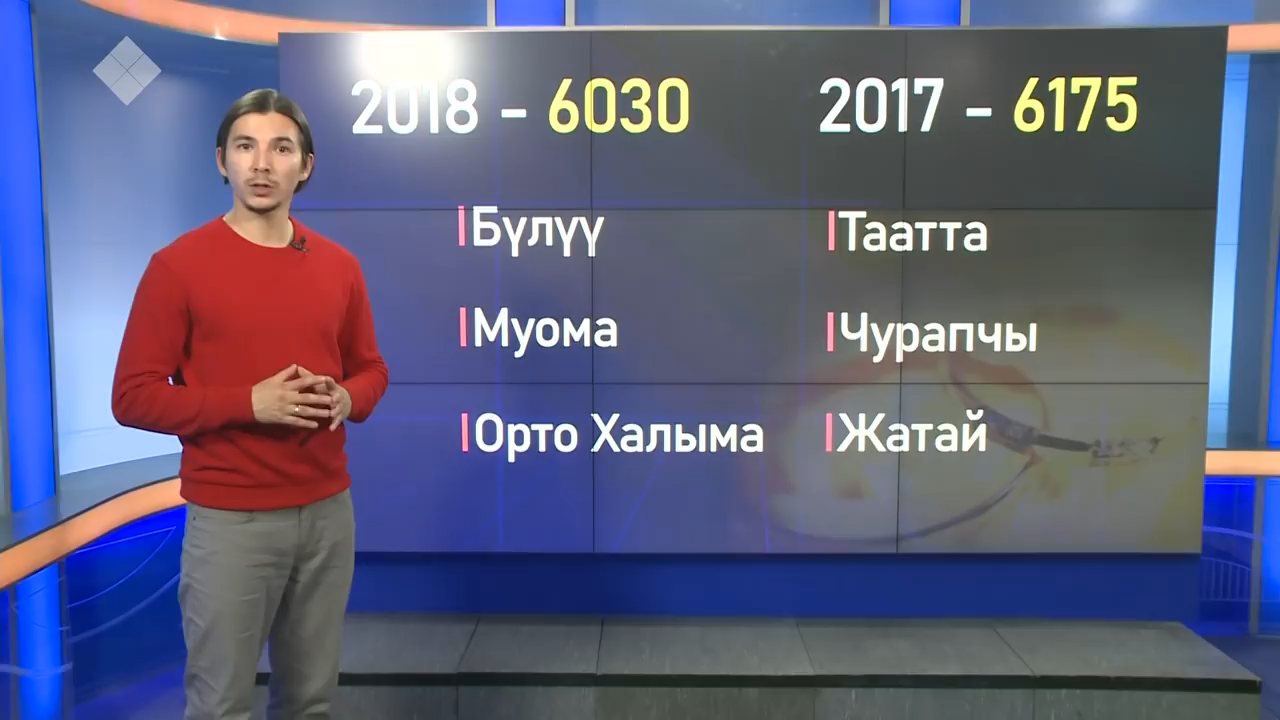 2018 - 6030
2017 - 6175
Бүлүү
Муома
Орто Халыма
Таатта
Чурапчы
Жатай